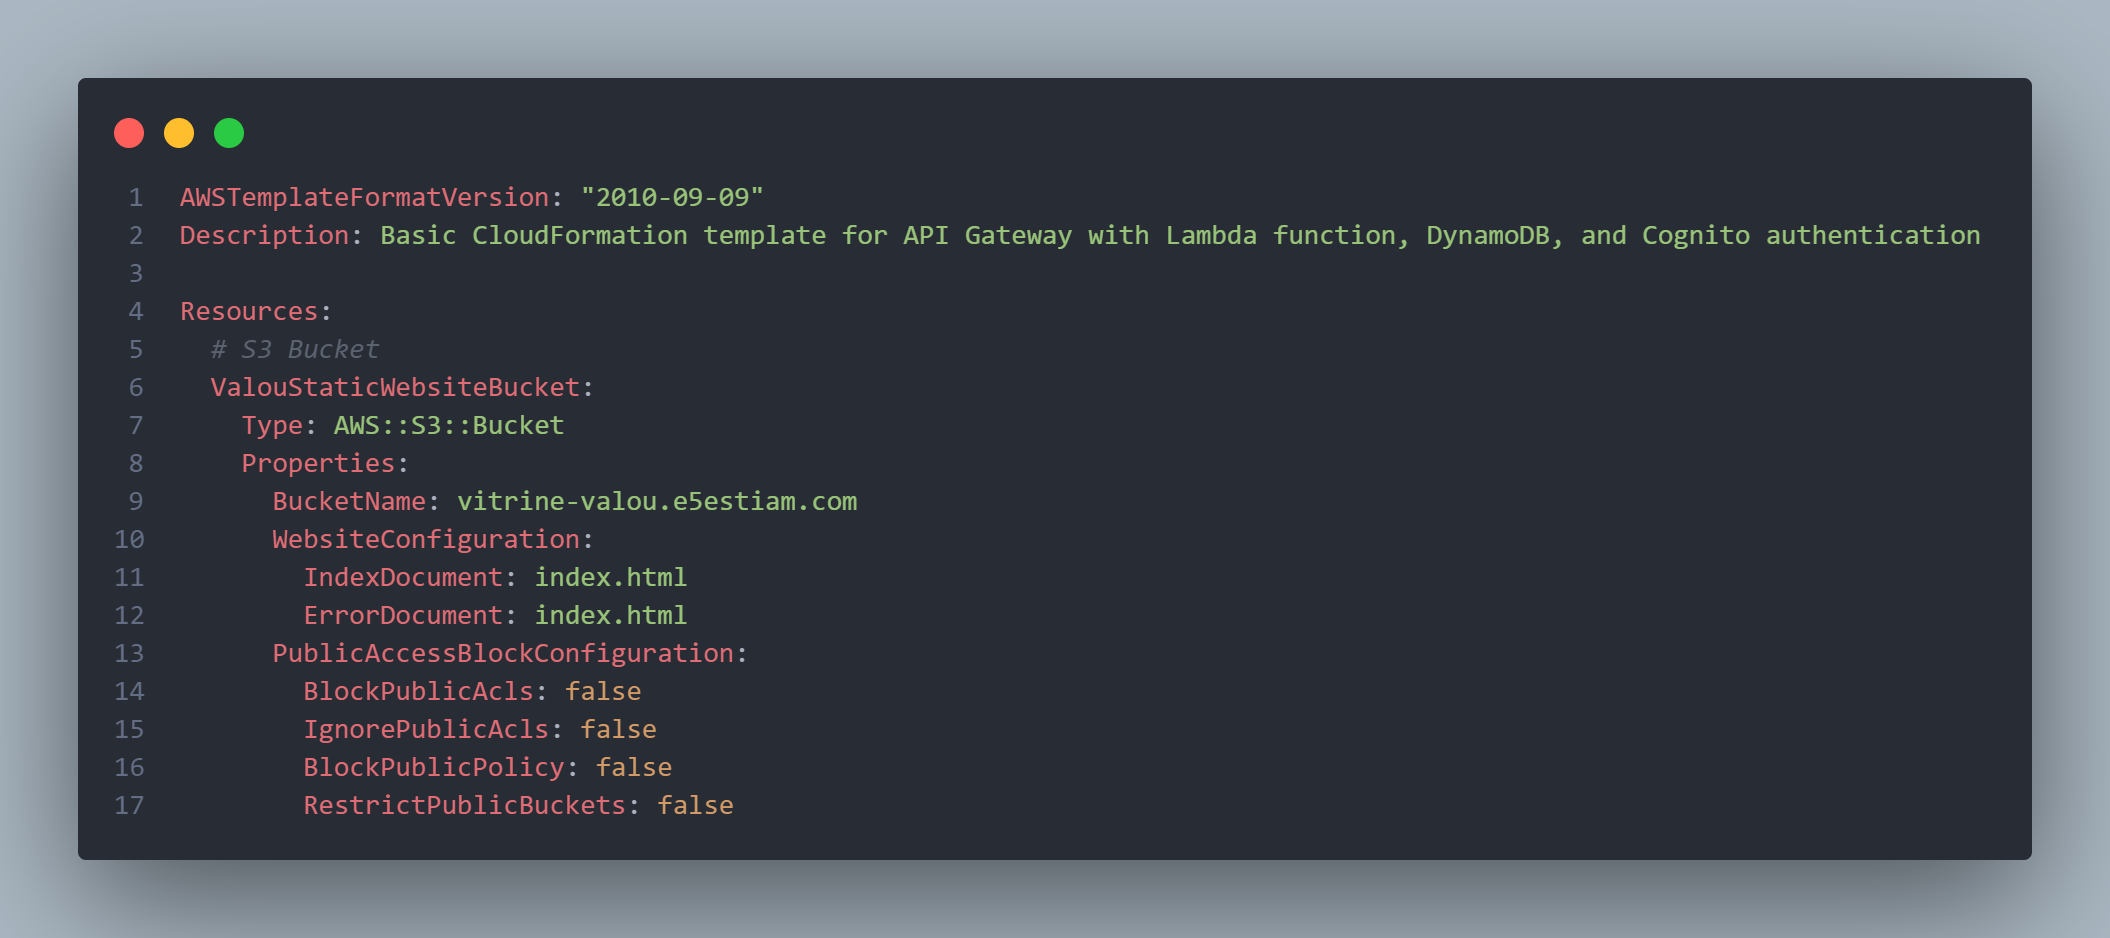 1 AWSTemplateFormatVersion: "2010-09-09"
2 Description: Basic CloudFormation template for API Gateway with Lambda function, DynamoDB, and Cognito authentication
3
4 Resources:
5   # S3 Bucket
6   ValouStaticWebsiteBucket:
7     Type: AWS::S3::Bucket
8     Properties:
9       BucketName: vitrine-valou.e5estiam.com
10       WebsiteConfiguration:
11         IndexDocument: index.html
12         ErrorDocument: index.html
13       PublicAccessBlockConfiguration:
14         BlockPublicAcls: false
15         IgnorePublicAcls: false
16         BlockPublicPolicy: false
17         RestrictPublicBuckets: false